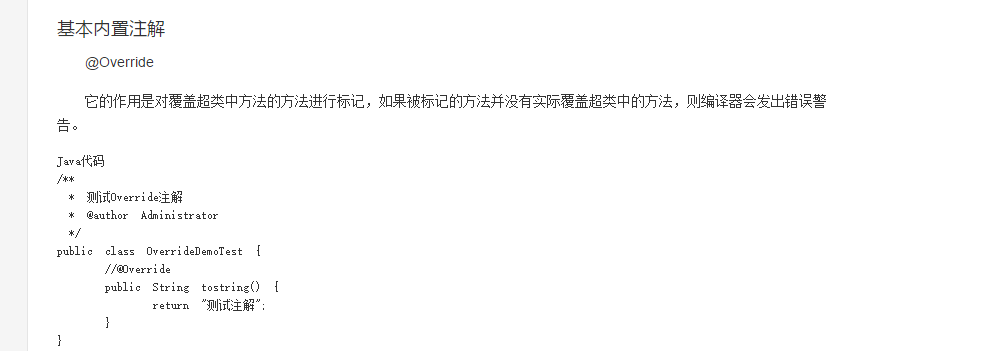 基本内置注解
@Override
它的作用是对覆盖超类中方法的方法进行标记，如果被标记的方法并没有实际覆盖超类中的方法，则编译器会发出错误警
告。
Java代码
/**
 * 测试Override注解
 * @author Administrator
 */
public class OverrideDemoTest {
    //@Override
    public String tostring() {
        return "测试注解";
    }
}